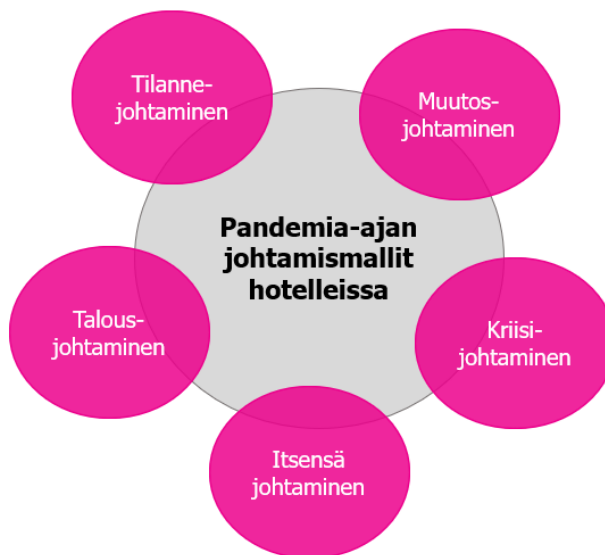 Tilanne-
johtaminen
Muutos-
johtaminen
Pandemia-ajan
johtamismallit
hotelleissa
Talous-
johtaminen
Kriisi-
johtaminen
Itsensä
johtaminen